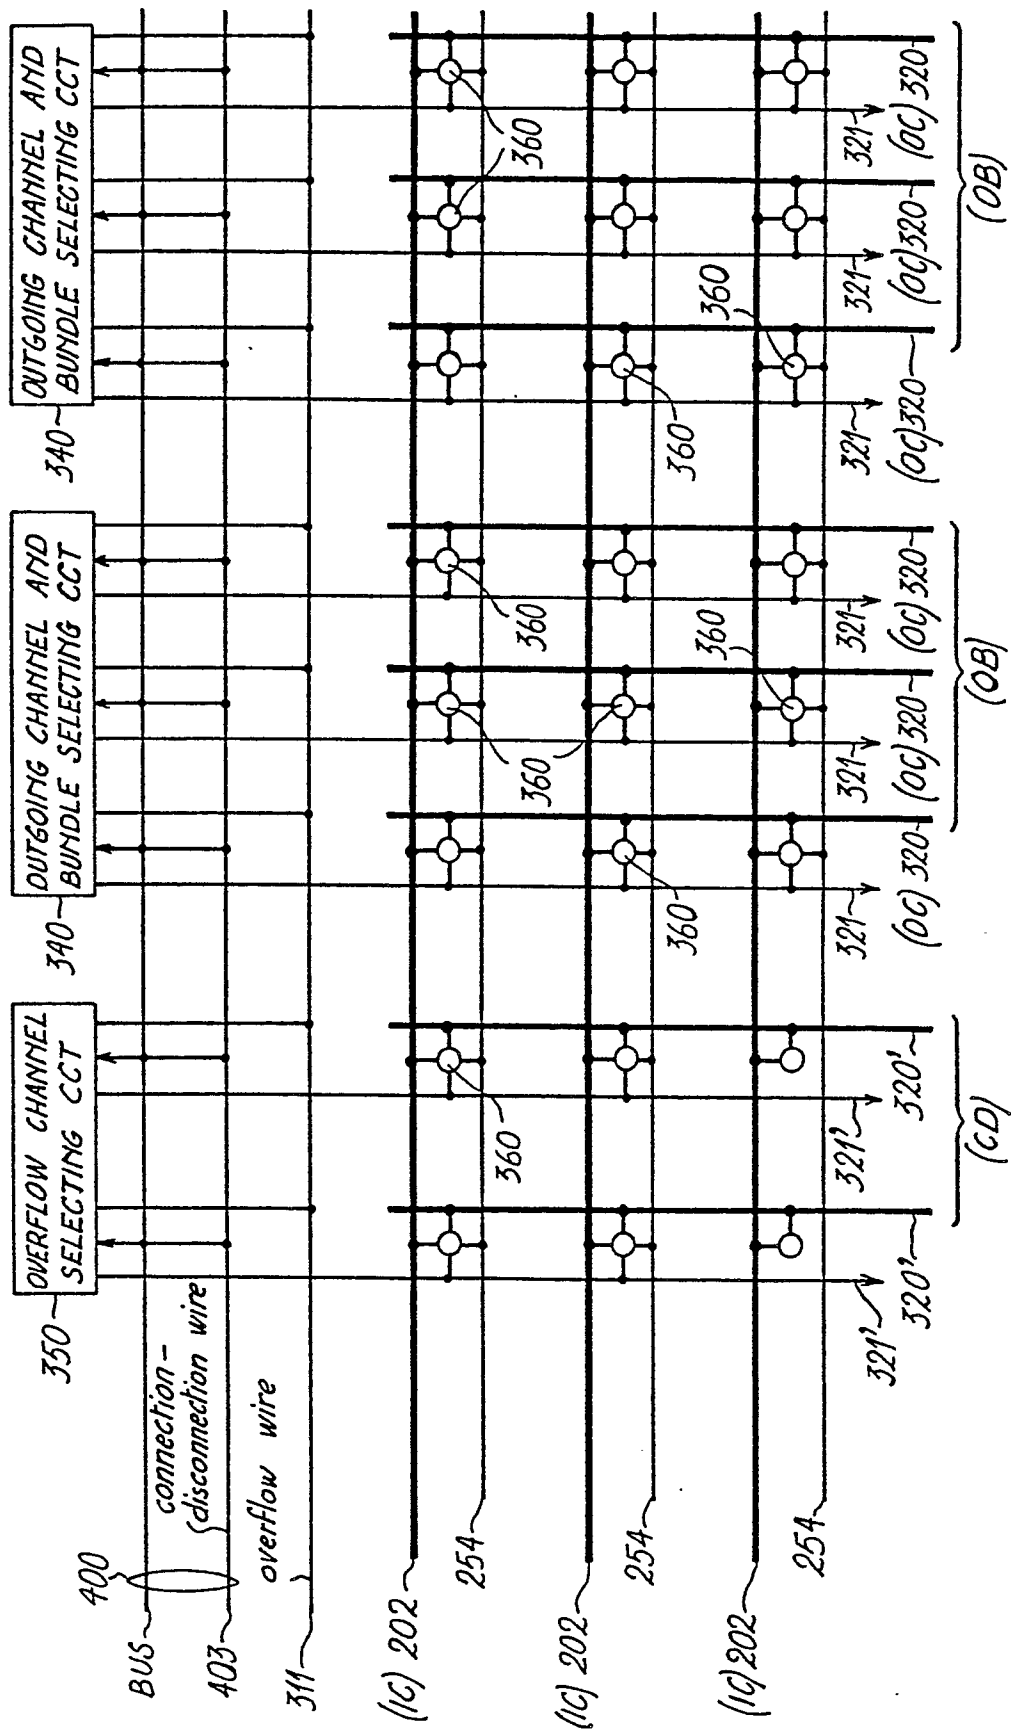 OVERFLOW CHANNEL
SELECTING CCT
OUTGOING CHANNEL AND
BUNDLE SELECTING CCT
OUTGOING CHANNEL AND
BUNDLE SELECTING CCT
350
340
340
400
BUS
connection-
disconnection wire
403
overflow wire
311
(IC) 202
254
360
360
360
360
(IC) 202
254
360
360
360
360
(IC) 202
254
321'
320'
321'
320'
321
(OC) 320
321
(OC) 320
321
(OC) 320
321
(OC) 320
321
(OC) 320
321
(OC) 320
(CD)
(OB)
(OB)